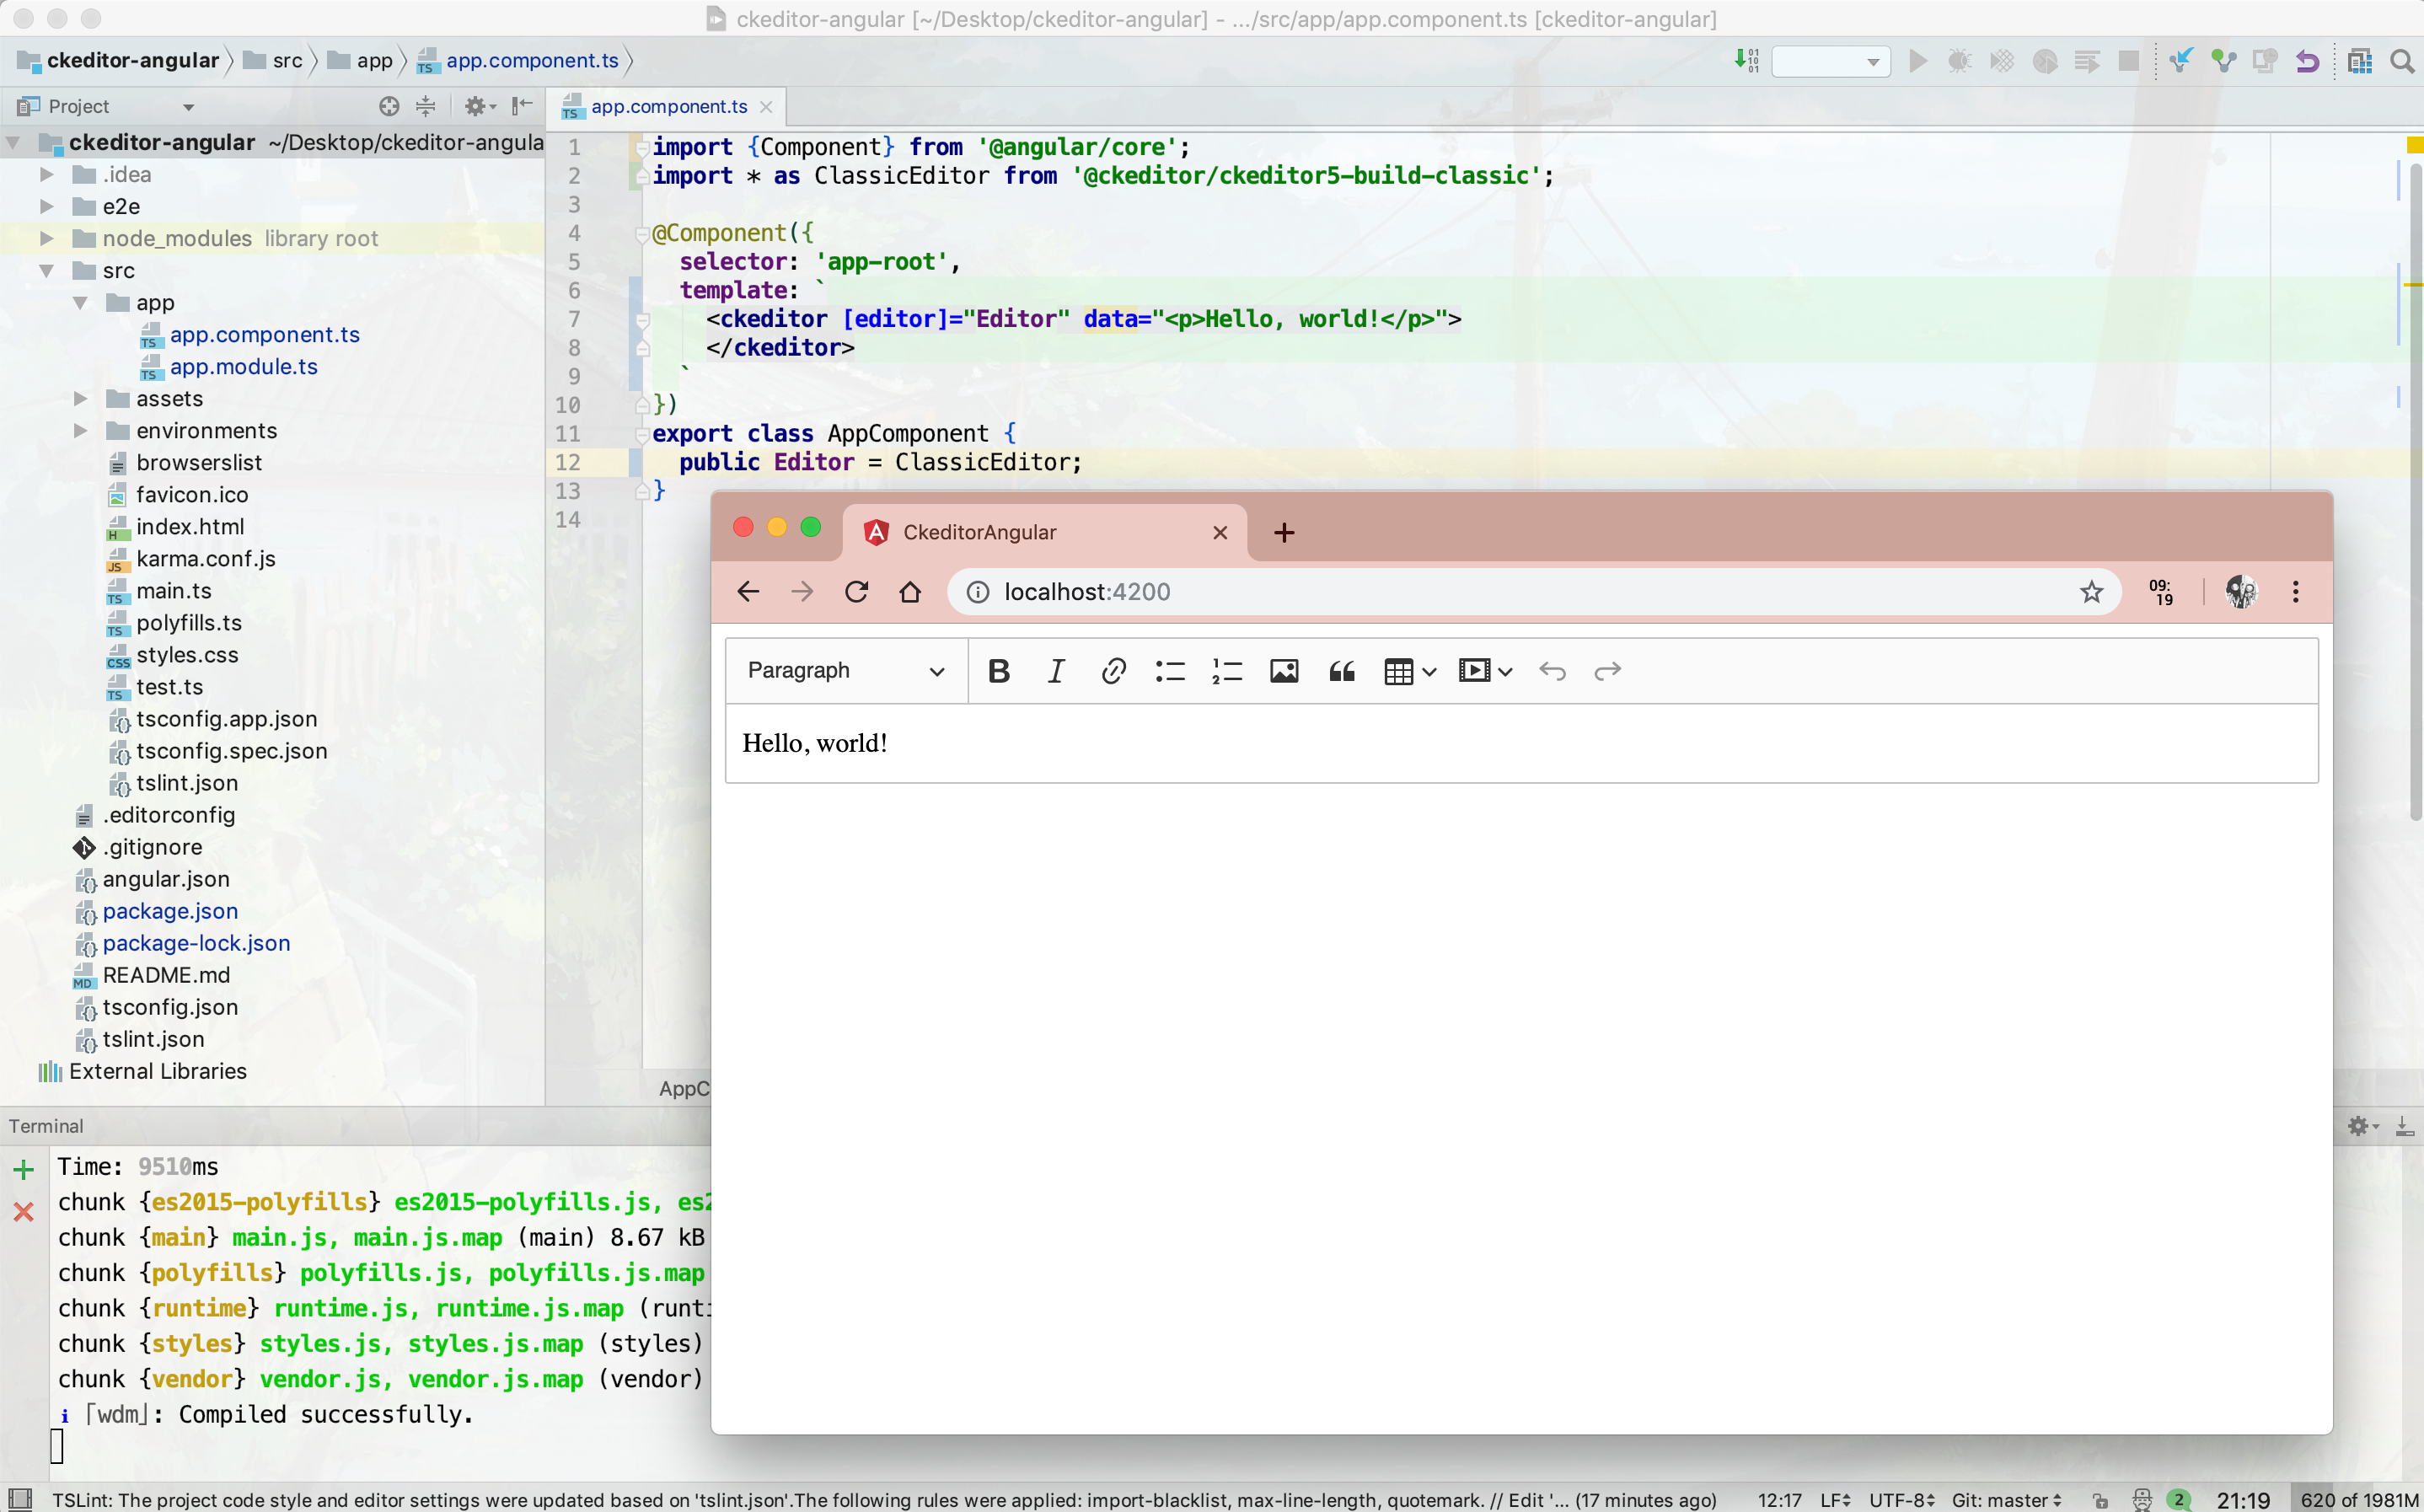 ckeditor-angular [~/Desktop/ckeditor-angular] - .../src/app/app.component.ts [ckeditor-angular]
ckeditor-angular src app app.component.ts
Project
app.component.ts
ckeditor-angular ~/Desktop/ckeditor-angula
.idea
e2e
node_modules library root
src
app
app.component.ts
app.module.ts
assets
environments
browserslist
favicon.ico
index.html
karma.conf.js
main.ts
polyfills.ts
styles.css
test.ts
tsconfig.app.json
tsconfig.spec.json
tslint.json
.editorconfig
.gitignore
angular.json
package.json
package-lock.json
README.md
tsconfig.json
tslint.json
External Libraries
1 import {Component} from '@angular/core';
2 import * as ClassicEditor from '@ckeditor/ckeditor5-build-classic';
3
4 @Component({
5 selector: 'app-root',
6 template: `
7 <ckeditor [editor]="Editor" data="<p>Hello, world!</p>">
8 </ckeditor>
9 `
10 })
11 export class AppComponent {
12 public Editor = ClassicEditor;
13 }
14
AppC
CkeditorAngular
localhost:4200
09:
19
Paragraph
Hello, world!
Terminal
Time: 9510ms
chunk {es2015-polyfills} es2015-polyfills.js, es2
chunk {main} main.js, main.js.map (main) 8.67 kB
chunk {polyfills} polyfills.js, polyfills.js.map
chunk {runtime} runtime.js, runtime.js.map (runti
chunk {styles} styles.js, styles.js.map (styles)
chunk {vendor} vendor.js, vendor.js.map (vendor)
ℹ ｢wdm｣: Compiled successfully.
TSLint: The project code style and editor settings were updated based on 'tslint.json'.The following rules were applied: import-blacklist, max-line-length, quotemark. // Edit '... (17 minutes ago) 12:17 LF UTF-8 Git: master 2 21:19 620 of 1981M